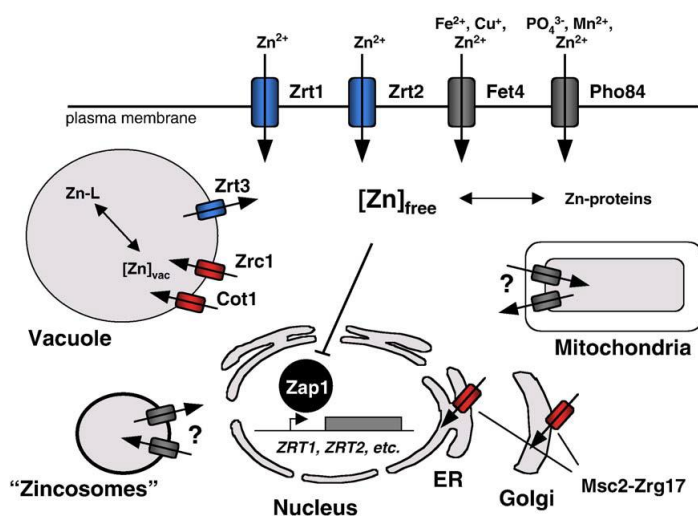 Fe2+, Cu+, PO43-, Mn2+,
Zn2+ Zn2+ Zn2+ Zn2+
Zrt1 Zrt2 Fet4 Pho84
plasma membrane
Zn-L
Zrt3
[Zn]free
Zn-proteins
[Zn]vac
Zrc1
Cot1
?
Vacuole
Mitochondria
Zap1
?
ZRT1, ZRT2, etc.
ER
Golgi
Msc2-Zrg17
"Zincosomes"
Nucleus